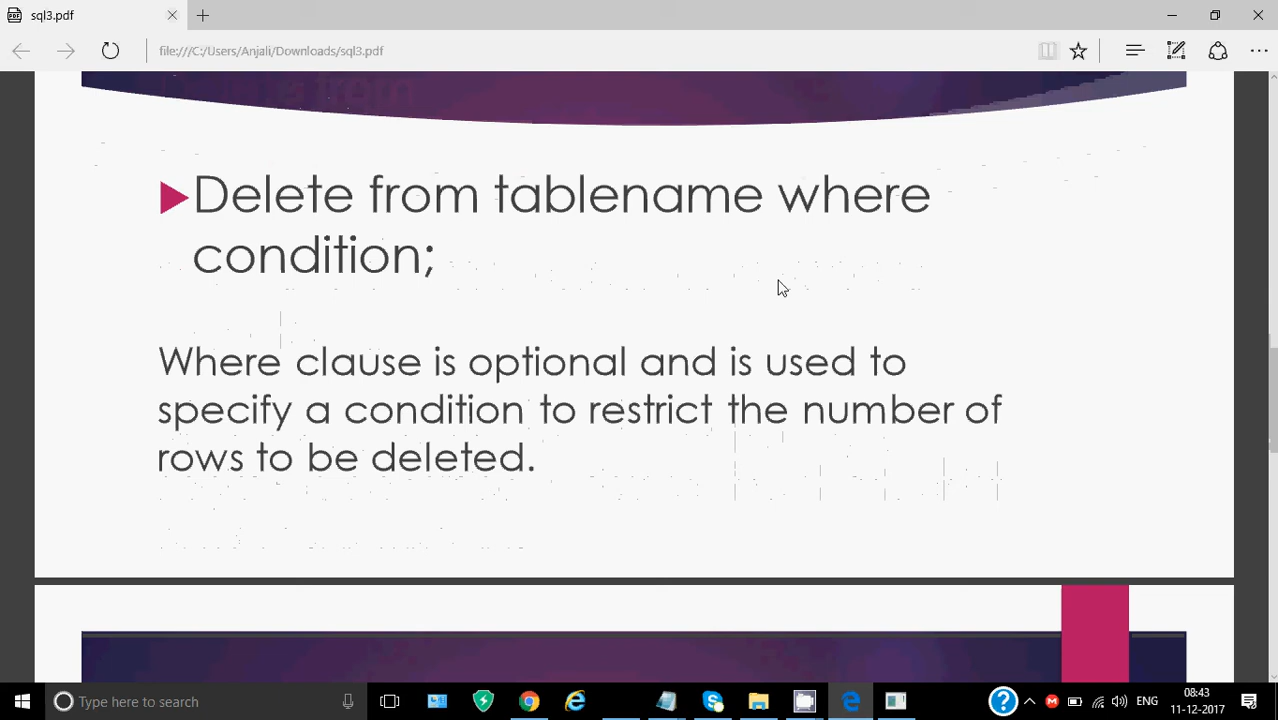 sql3.pdf
file:///C:/Users/Anjali/Downloads/sql3.pdf
Delete from tablename where
condition;
Where clause is optional and is used to
specify a condition to restrict the number of
rows to be deleted.
Type here to search
ENG
08:43
11-12-2017